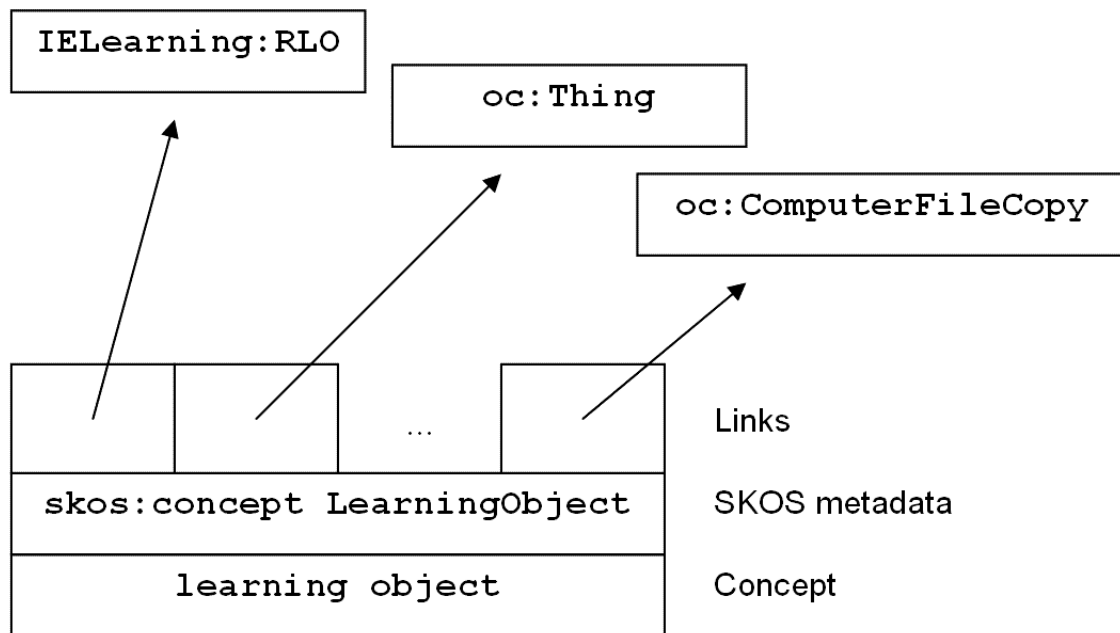 IELearning:RLO
oc:Thing
oc:ComputerFileCopy
... Links
skos:concept LearningObject SKOS metadata
learning object Concept